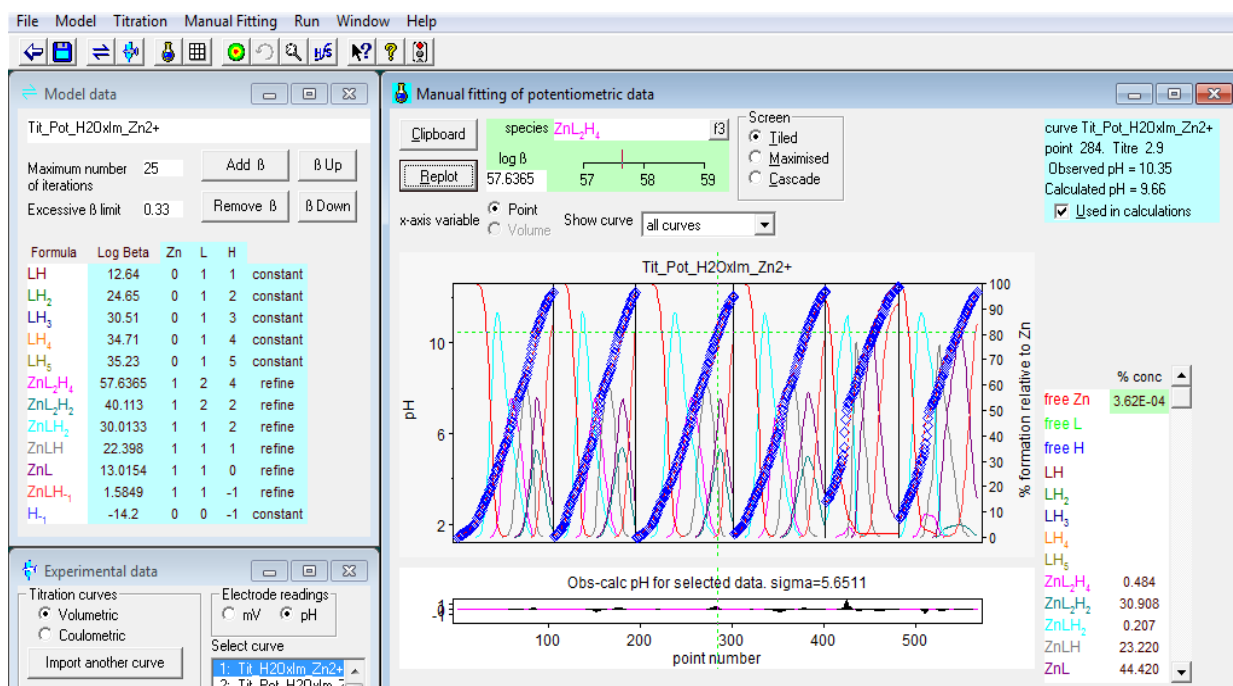 File Model Titration Manual Fitting Run Window Help
Model data
Tit_Pot_H2OxIm_Zn2+
Maximum number of iterations 25
Excessive ß limit 0.33
Add ß
ß Up
Remove ß
ß Down
Formula Log Beta Zn L H
LH 12.64 0 1 1 constant
LH2 24.65 0 1 2 constant
LH3 30.51 0 1 3 constant
LH4 34.71 0 1 4 constant
LH5 35.23 0 1 5 constant
ZnL2H4 57.6365 1 2 4 refine
ZnL2H2 40.113 1 2 2 refine
ZnLH2 30.0133 1 1 2 refine
ZnLH 22.398 1 1 1 refine
ZnL 13.0154 1 1 0 refine
ZnLH-1 1.5849 1 1 -1 refine
H-1 -14.2 0 0 -1 constant
Experimental data
Titration curves
Volumetric
Coulometric
Import another curve
Electrode readings
mV pH
Select curve
1: Tit_H2OxIm_Zn2+
Manual fitting of potentiometric data
Clipboard
Replot
species ZnL2H4 f3
log ß
57.6365 57 58 59
Screen
Tiled
Maximised
Cascade
x-axis variable
Point
Volume
Show curve all curves
curve Tit_Pot_H2OxIm_Zn2+
point 284. Titre 2.9
Observed pH = 10.35
Calculated pH = 9.66
Used in calculations
Tit_Pot_H2OxIm_Zn2+
pH
10
6
2
100
90
80
70
60
50
40
30
20
10
0
% formation relative to Zn
Obs-calc pH for selected data. sigma=5.6511
1
-1
100 200 300 400 500
point number
% conc
free Zn 3.62E-04
free L
free H
LH
LH2
LH3
LH4
LH5
ZnL2H4 0.484
ZnL2H2 30.908
ZnLH2 0.207
ZnLH 23.220
ZnL 44.420